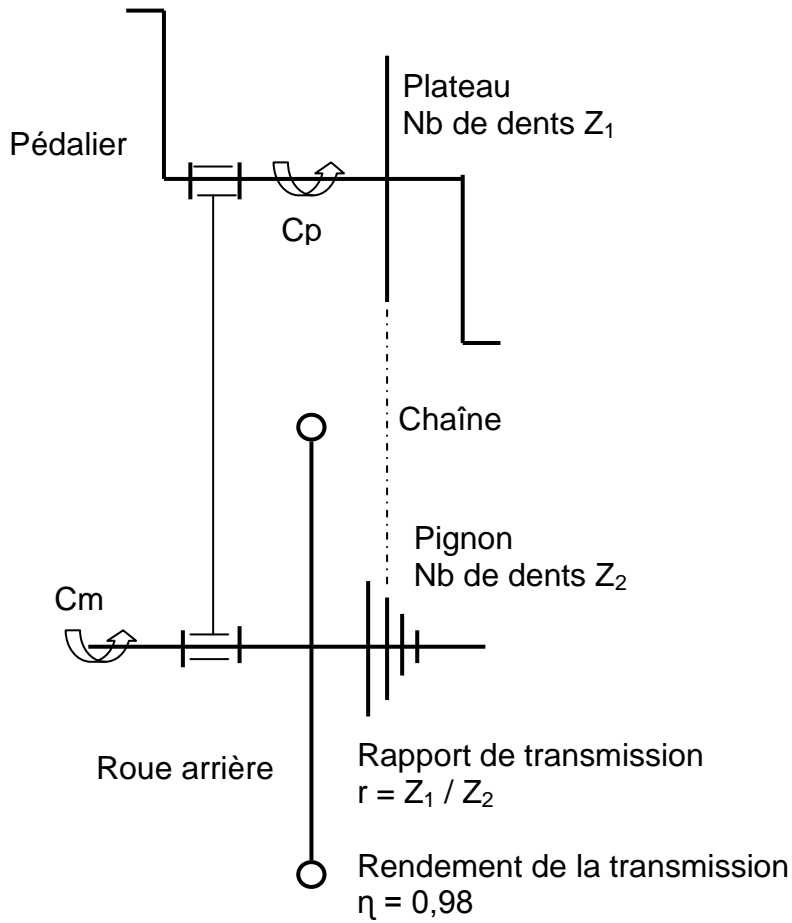 Plateau
Nb de dents Z₁
Pédalier
Cp
Chaîne
Pignon
Nb de dents Z₂
Cm
Roue arrière
Rapport de transmission
r = Z₁ / Z₂
Rendement de la transmission
η = 0,98